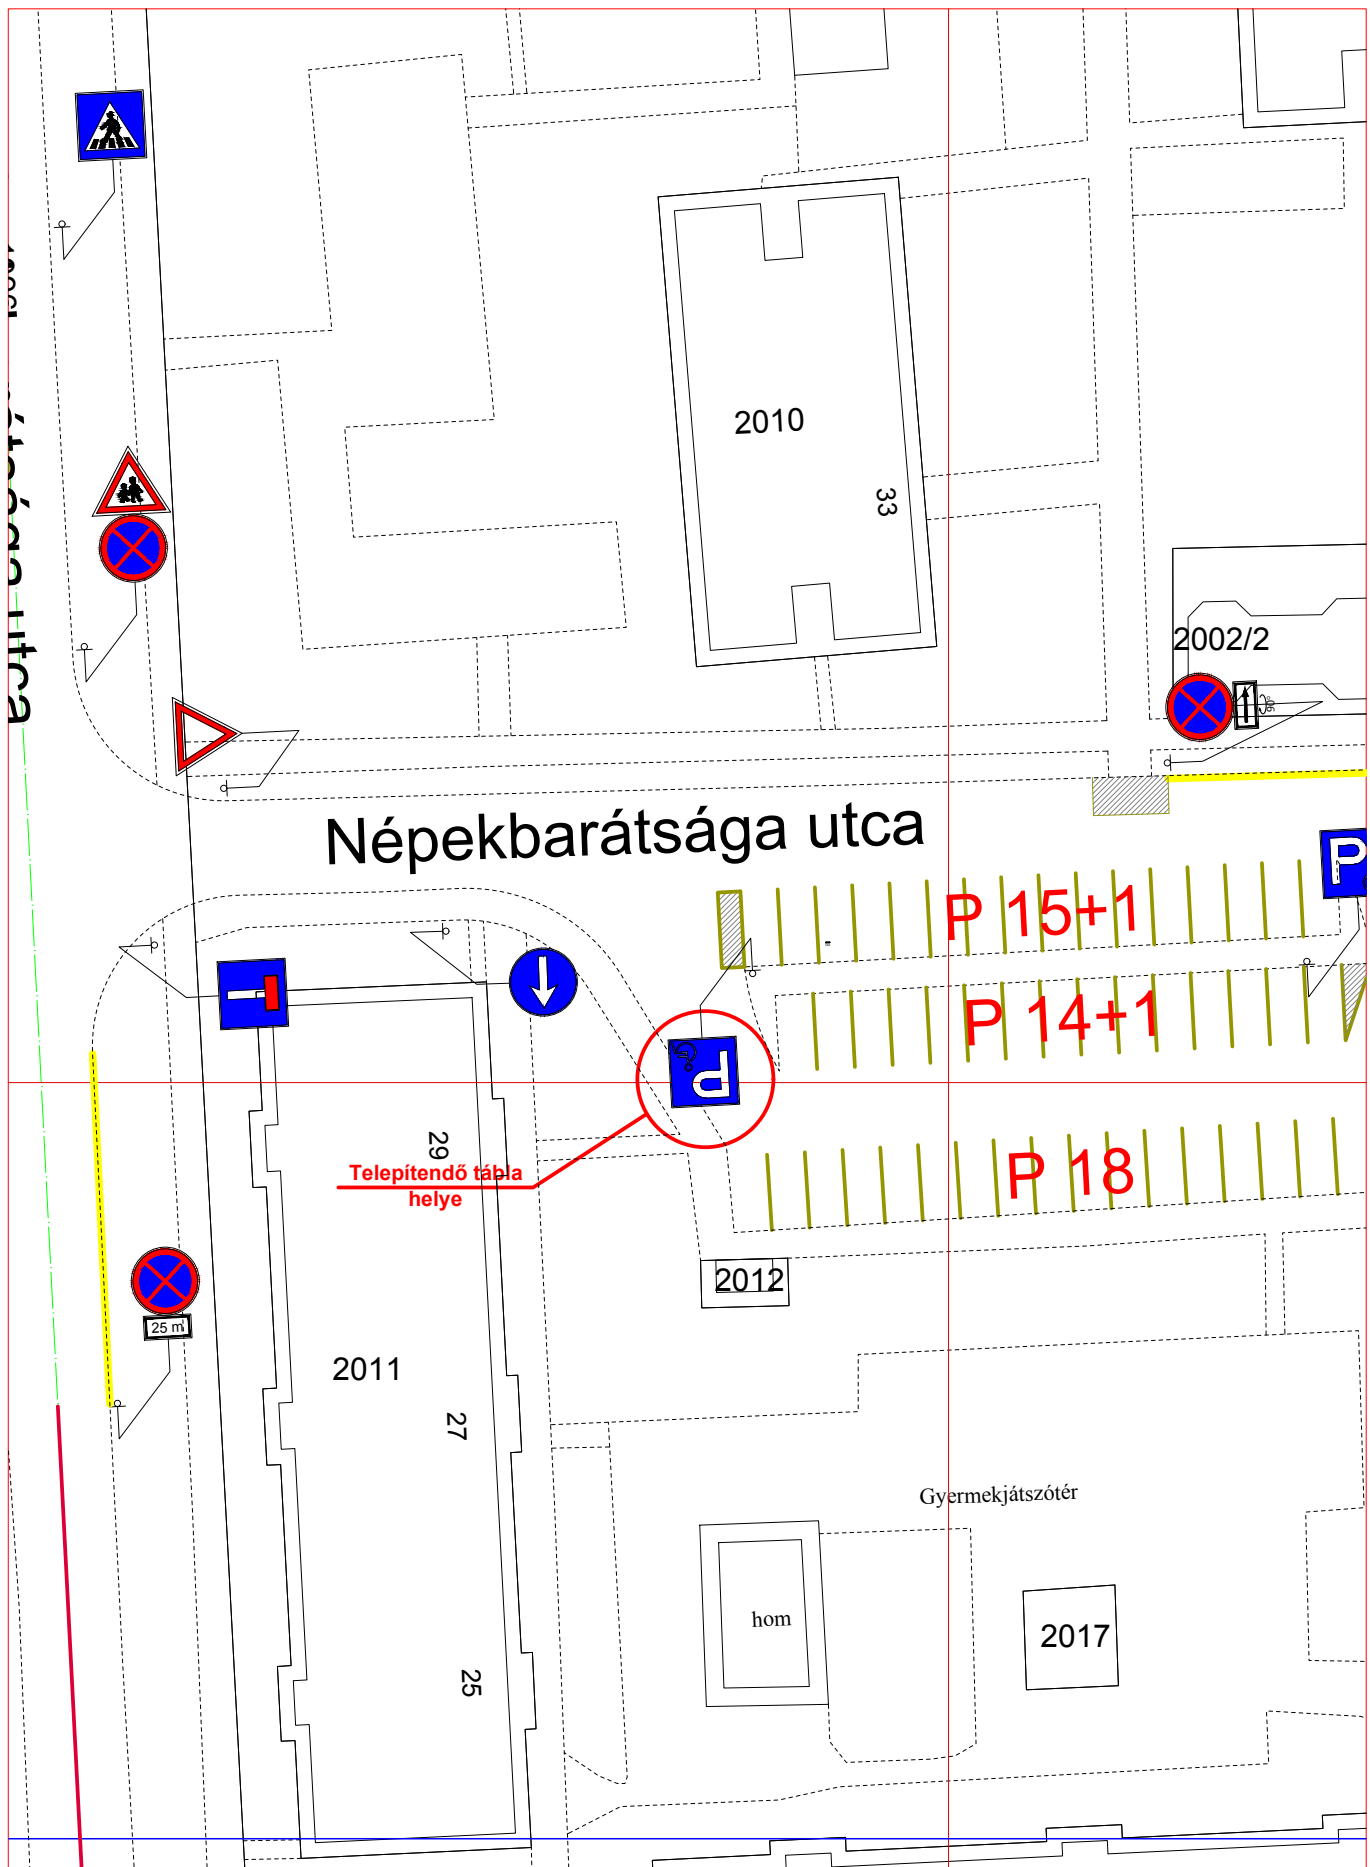 2010
33
2002/2
utca
Népekbarátsága utca
P
P 15+1
P 14+1
P
29
Telepítendő tábla
helye
P 18
2012
25 m
2011
27
Gyermekjátszótér
hom
2017
25